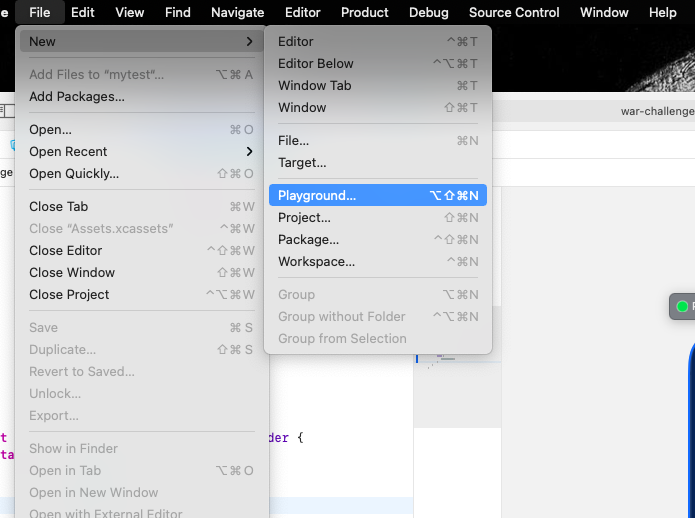 File Edit View Find Navigate Editor Product Debug Source Control Window Help
New
Add Files to “mytest”... ⌥⌘A
Add Packages...
Open... ⌘O
Open Recent
Open Quickly... ⇧⌘O
Close Tab ⌘W
Close “Assets.xcassets” ^⌘W
Close Editor ^⇧⌘W
Close Window ⇧⌘W
Close Project ^⌥⌘W
Save ⌘S
Duplicate... ⇧⌘S
Revert to Saved...
Unlock...
Export...
Show in Finder
Open in Tab ⌥⌘O
Open in New Window
Open with External Editor
Editor ^⌘T
Editor Below ^⌥⌘T
Window Tab ⌘T
Window ⇧⌘T
File... ⌘N
Target...
Playground... ⌥⇧⌘N
Project... ⇧⌘N
Package... ^⇧⌘N
Workspace... ^⌘N
Group ⌥⌘N
Group without Folder ^⌥⌘N
Group from Selection
war-challenge
der {